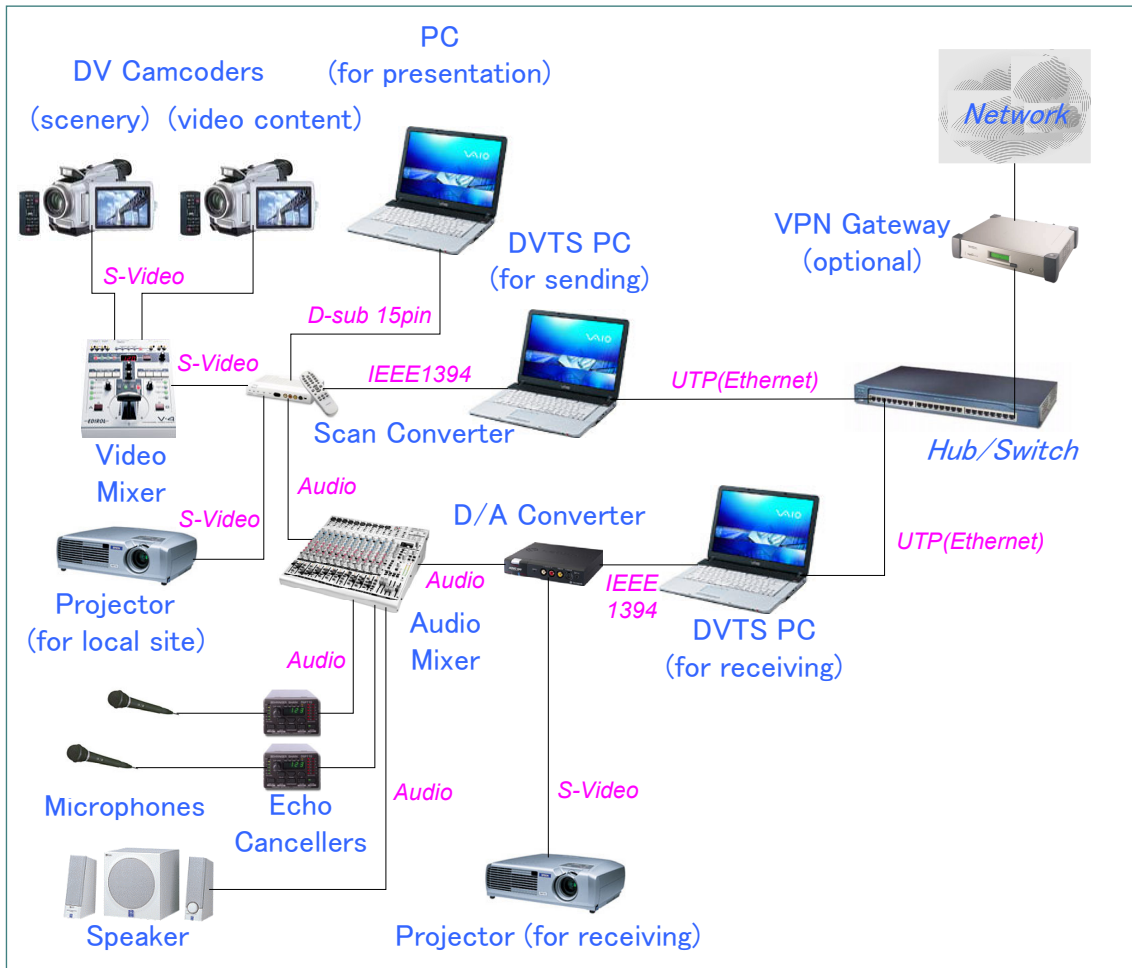 DV Camcoders
(scenery) (video content)
PC
(for presentation)
Network
VPN Gateway
(optional)
S-Video
D-sub 15pin
DVTS PC
(for sending)
VAIO
VAIO
S-Video
IEEE1394
UTP(Ethernet)
EDIROL
V-4
Video
Mixer
Scan Converter
Hub/Switch
Audio
S-Video
D/A Converter
VAIO
UTP(Ethernet)
Audio
IEEE
1394
Projector
(for local site)
Audio
Mixer
DVTS PC
(for receiving)
Audio
123
123
Microphones
Echo
Cancellers
Audio
S-Video
Speaker
Projector (for receiving)